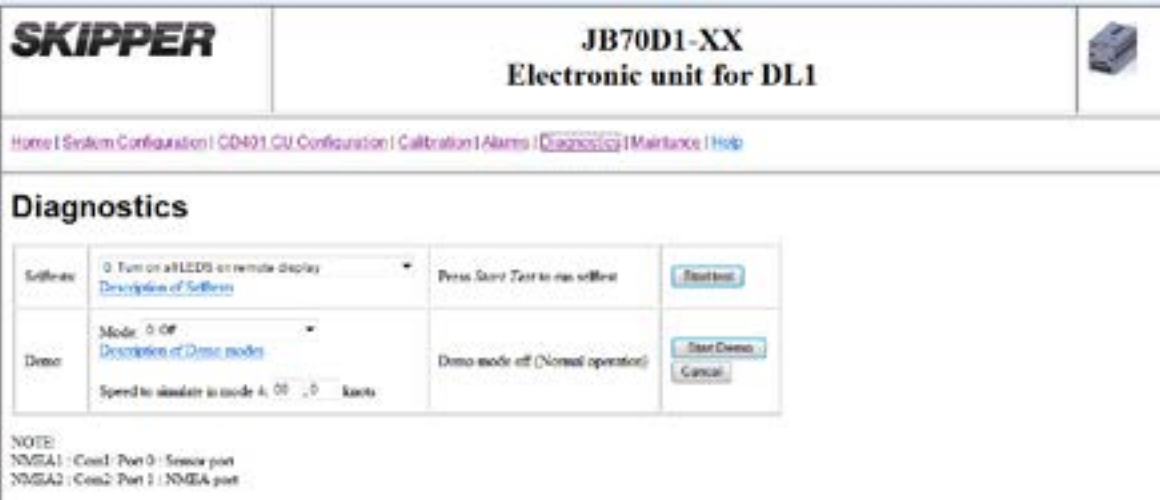 SKIPPER
JB70D1-XX
Electronic unit for DL1
Home | System Configuration | CD401 CU Configuration | Calibration | Alarms | Diagnostics | Maintance | Help
Diagnostics
Selftests:
0: Turn on all LEDS on remote display
Description of Selftests
Press Start Test to run selftest
Start test
Demo:
Mode: 0: Off
Description of Demo modes
Speed to simulate in mode 4: 00 . 0 knots
Demo mode off (Normal operation)
Start Demo
Cancel
NOTE:
NMEA1 : Com1: Port 0 : Sensor port
NMEA2 : Com2: Port 1 : NMEA port